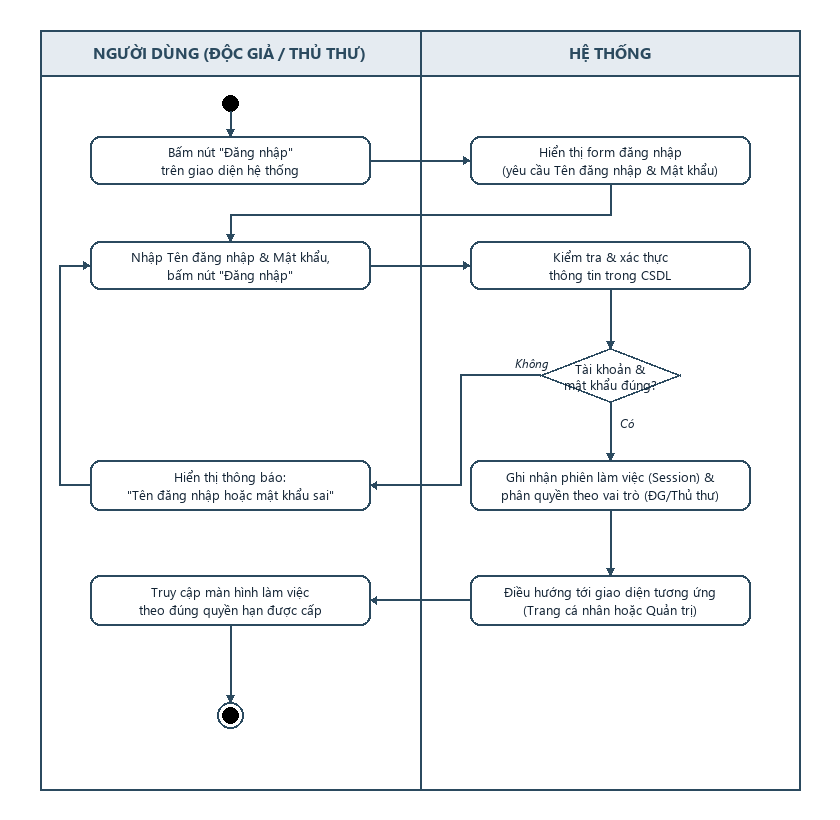 NGƯỜI DÙNG (ĐỘC GIẢ / THỦ THƯ)
HỆ THỐNG
Bấm nút "Đăng nhập"
trên giao diện hệ thống
Hiển thị form đăng nhập
(yêu cầu Tên đăng nhập & Mật khẩu)
Nhập Tên đăng nhập & Mật khẩu,
bấm nút "Đăng nhập"
Kiểm tra & xác thực
thông tin trong CSDL
Tài khoản &
mật khẩu đúng?
Không
Có
Hiển thị thông báo:
"Tên đăng nhập hoặc mật khẩu sai"
Ghi nhận phiên làm việc (Session) &
phân quyền theo vai trò (ĐG/Thủ thư)
Truy cập màn hình làm việc
theo đúng quyền hạn được cấp
Điều hướng tới giao diện tương ứng
(Trang cá nhân hoặc Quản trị)